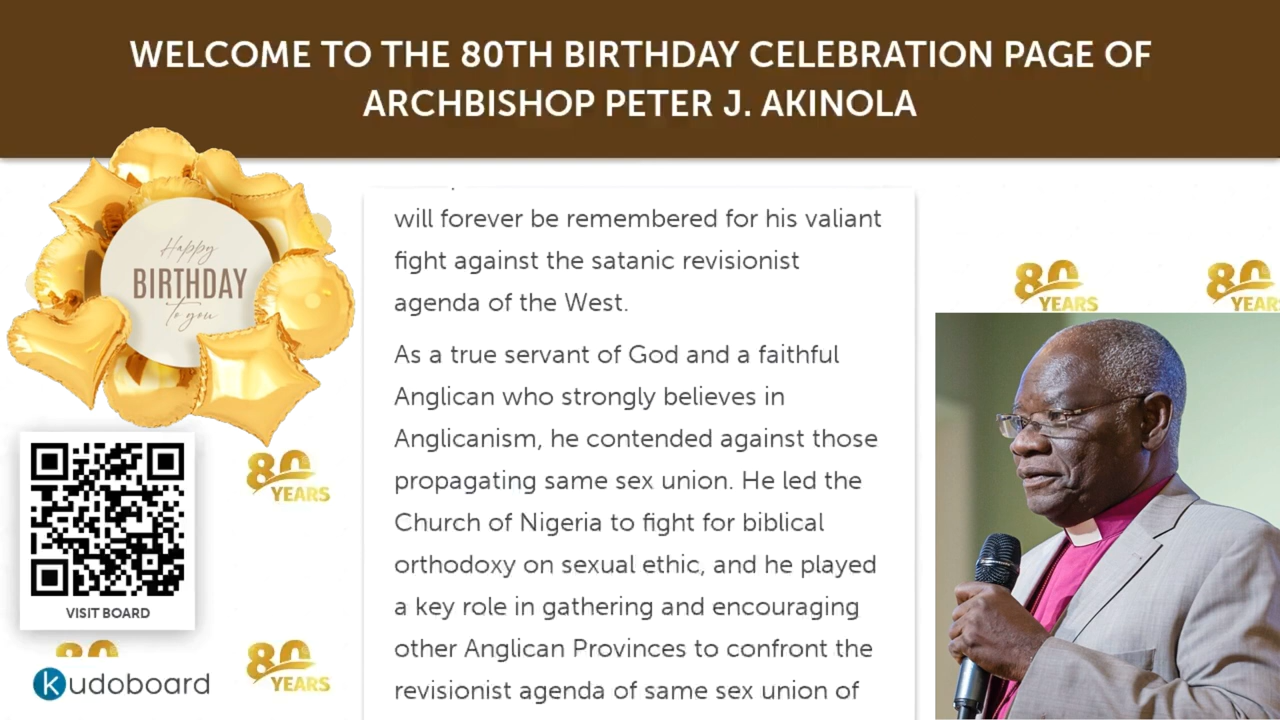 WELCOME TO THE 80TH BIRTHDAY CELEBRATION PAGE OF
ARCHBISHOP PETER J. AKINOLA
Happy
BIRTHDAY
to you
will forever be remembered for his valiant
fight against the satanic revisionist
agenda of the West.
As a true servant of God and a faithful
Anglican who strongly believes in
Anglicanism, he contended against those
propagating same sex union. He led the
Church of Nigeria to fight for biblical
orthodoxy on sexual ethic, and he played
a key role in gathering and encouraging
other Anglican Provinces to confront the
revisionist agenda of same sex union of
80
YEARS
80
YEARS
80
YEARS
VISIT BOARD
80
80
YEARS
kudoboard